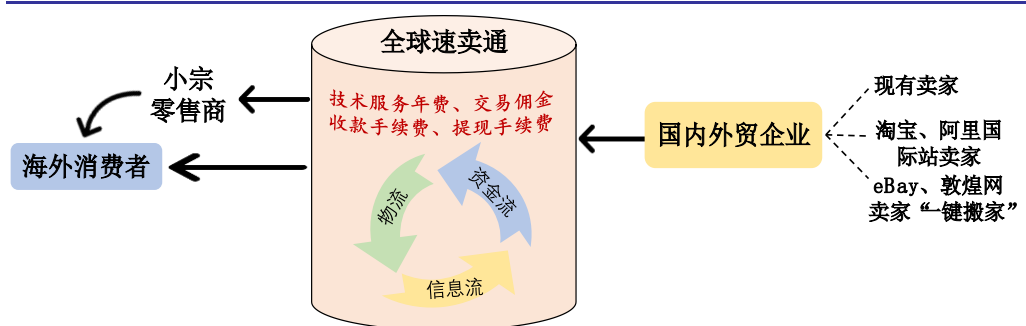 全球速卖通
技术服务年费、交易佣金
收款手续费、提现手续费
小宗
零售商
海外消费者
物流
资金流
信息流
国内外贸企业
现有卖家
淘宝、阿里国
际站卖家
eBay、敦煌网
卖家“一键搬家”